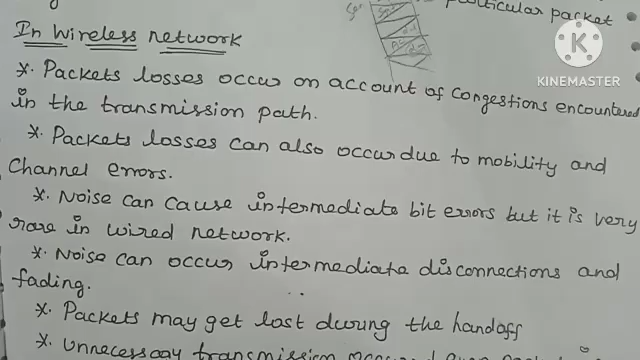 particular packet
In wireless network
*. Packets losses occur on account of congestions encountered
in the transmission path.
*. Packets losses can also occur due to mobility and
channel errors.
*. Noise can cause intermediate bit errors but it is very
rare in wired network.
*. Noise can occur intermediate disconnections and
fading.
*. Packets may get lost during the handoff
*. unnecessary transmission
KINEMASTER